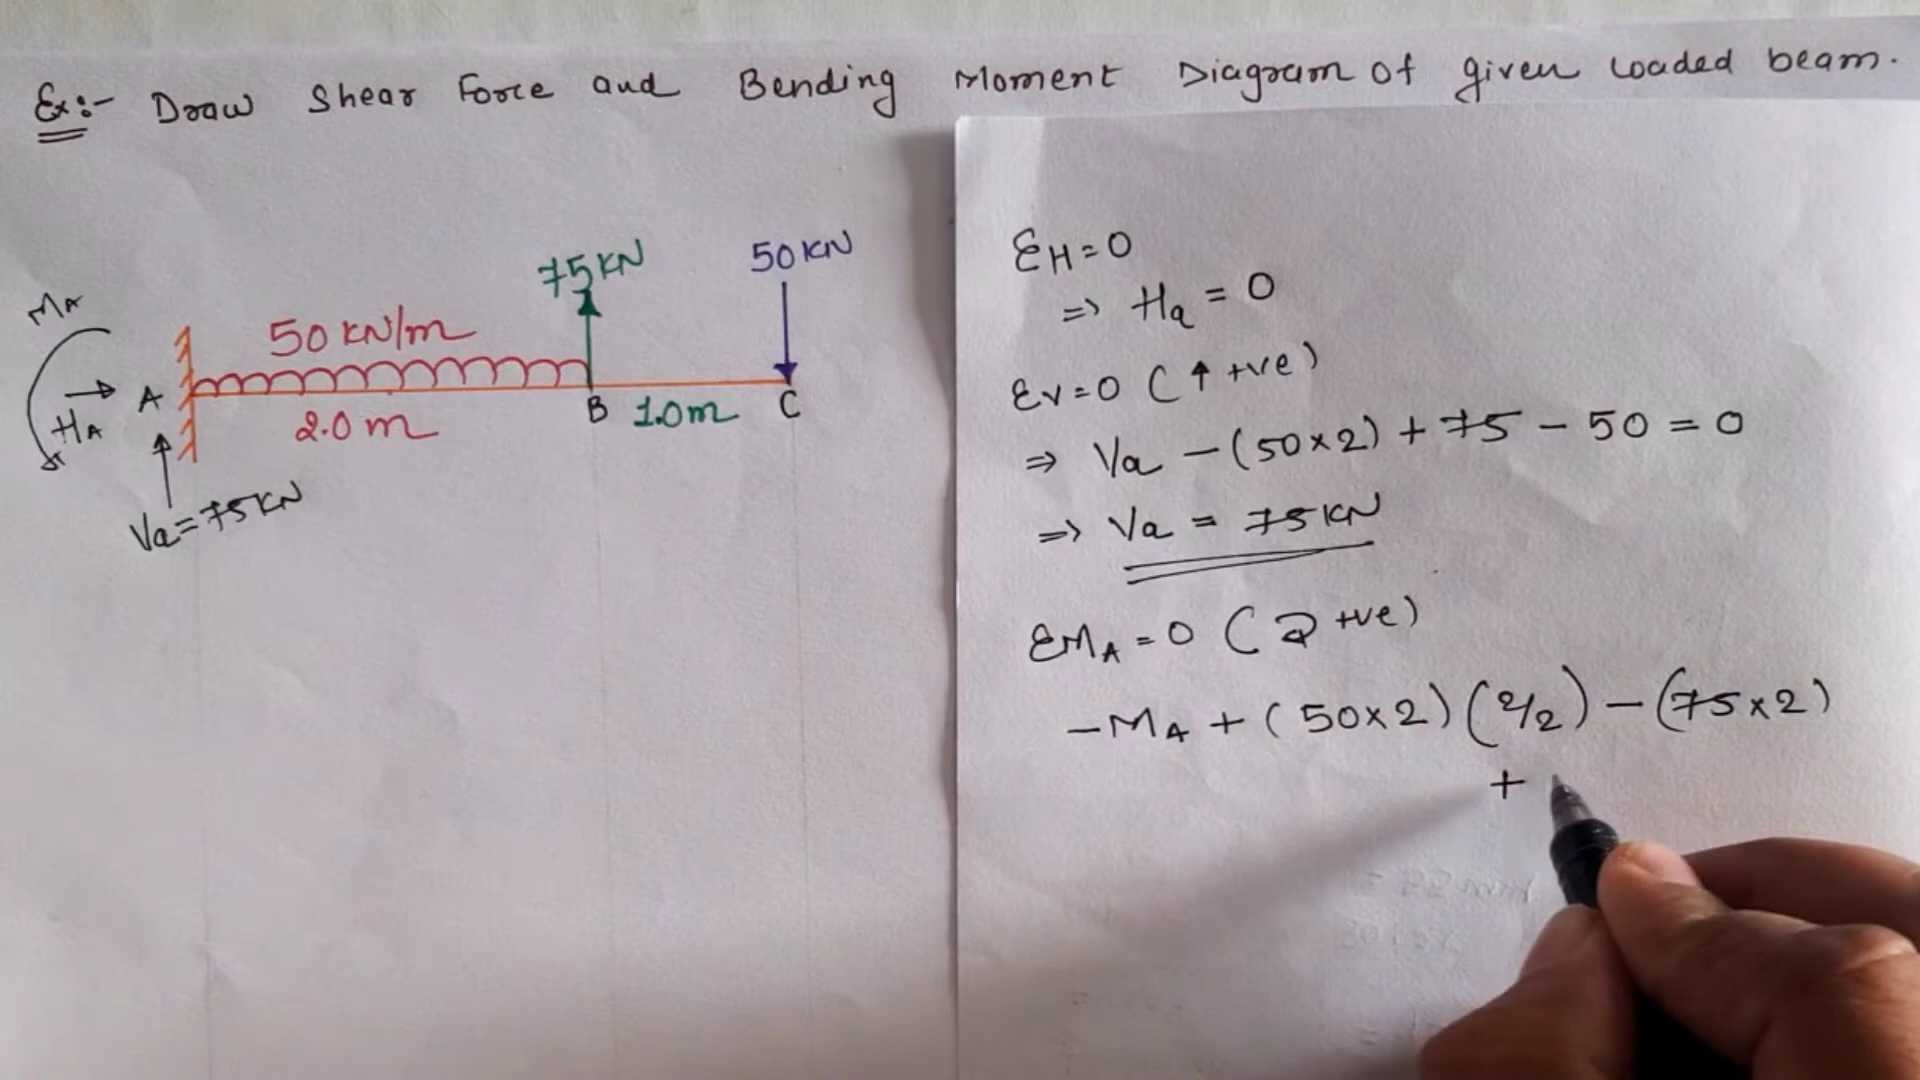 Ex:- Draw Shear Force and Bending Moment Diagram of given loaded beam.
75KN
50KN
MA
50 KN/m
A
HA
2.0 m
B
1.0m
C
Va=75KN
ΣH=0
=> Ha = 0
ΣV=0 (↑ +ve)
=> Va - (50×2) + 75 - 50 = 0
=> Va = 75KN
ΣMA=0 (↻ +ve)
-MA + (50×2) (2/2) - (75×2)
+